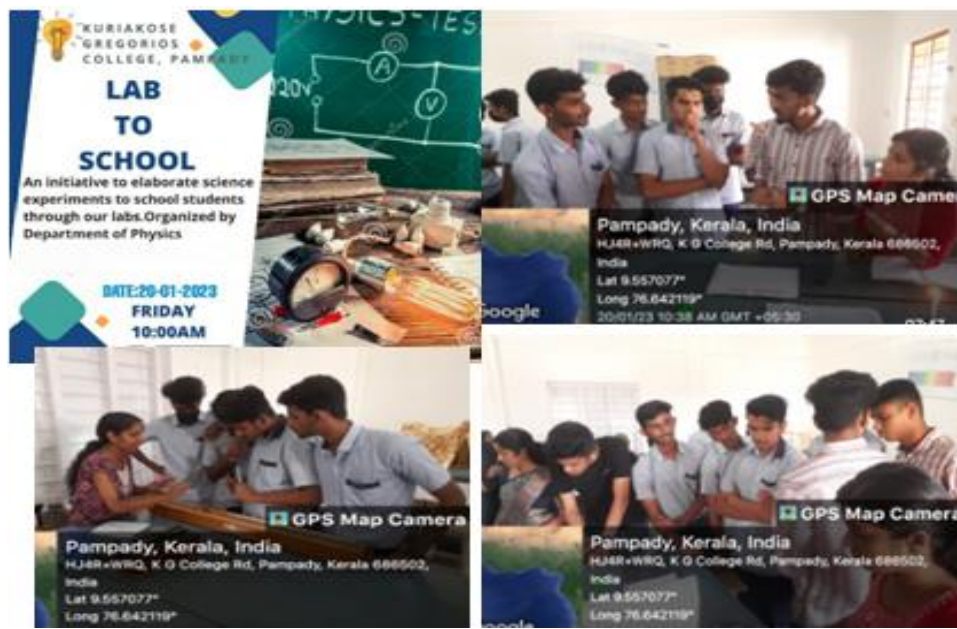 KURIAKOSE
GREGORIOS
COLLEGE, PAMPADY
LAB
TO
SCHOOL
An initiative to elaborate science
experiments to school students
through our labs.Organized by
Department of Physics
DATE:20-01-2023
FRIDAY
10:00AM
PHYSICS-TES
220v
A
V
GPS Map Camer
Pampady, Kerala, India
HJ4R+WRQ, K G College Rd, Pampady, Kerala 686502,
India
Lat 9.557077°
Long 76.642119°
20/01/23 10:38 AM GMT +05:30
Google
GPS Map Camera
Pampady, Kerala, India
HJ4R+WRQ, K G College Rd, Pampady, Kerala 686502,
India
Lat 9.557077°
Long 76.642119°
GPS Map Camera
Pampady, Kerala, India
HJ4R+WRQ, K G College Rd, Pampady, Kerala 686502,
India
Lat 9.557077°
Long 76.642119°